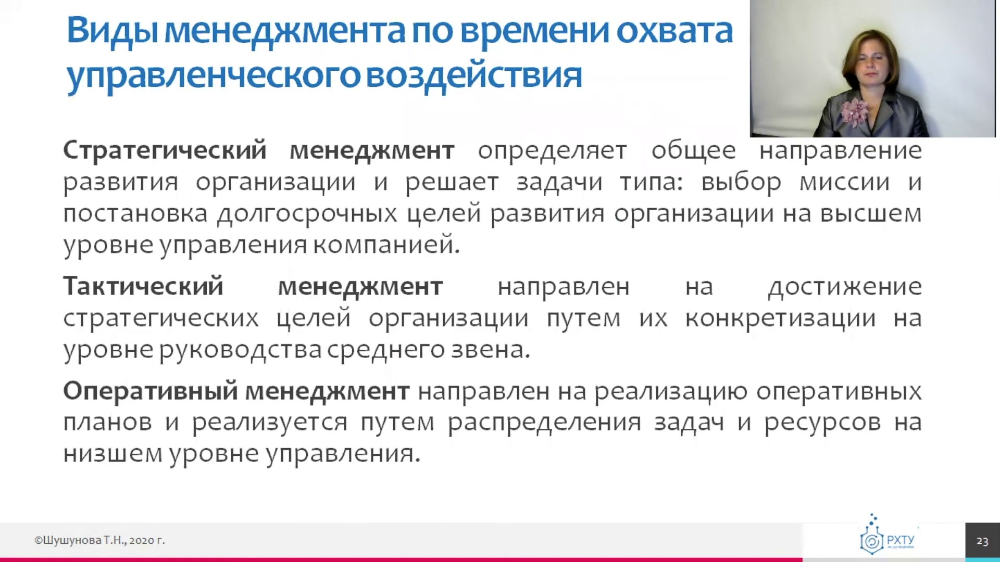 Виды менеджмента по времени охвата
управленческого воздействия
Стратегический менеджмент определяет общее направление
развития организации и решает задачи типа: выбор миссии и
постановка долгосрочных целей развития организации на высшем
уровне управления компанией.
Тактический менеджмент направлен на достижение
стратегических целей организации путем их конкретизации на
уровне руководства среднего звена.
Оперативный менеджмент направлен на реализацию оперативных
планов и реализуется путем распределения задач и ресурсов на
низшем уровне управления.
©Шушунова Т.Н., 2020 г.
РХТУ
23